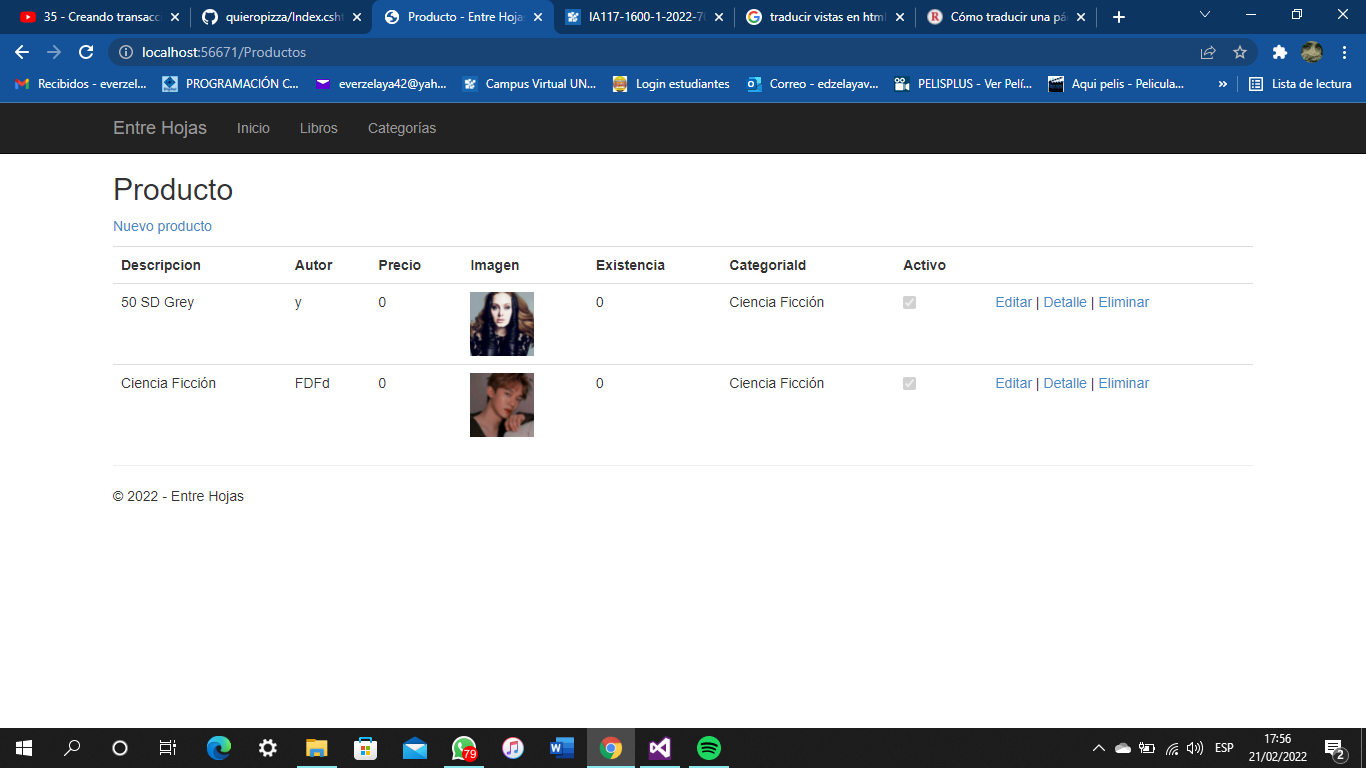 35 - Creando transacci
quieropizza/Index.csht
Producto - Entre Hojas
IA117-1600-1-2022-70
traducir vistas en html
Cómo traducir una pá
localhost:56671/Productos
Recibidos - everzel...
PROGRAMACIÓN C...
everzelaya42@yah...
Campus Virtual UN...
Login estudiantes
Correo - edzelayav...
PELISPLUS - Ver Pelí...
Aqui pelis - Pelicula...
»
Lista de lectura
Entre Hojas
Inicio
Libros
Categorías
Producto
Nuevo producto
Descripcion Autor Precio Imagen Existencia CategoriaId Activo
50 SD Grey y 0 0 Ciencia Ficción Editar | Detalle | Eliminar
Ciencia Ficción FDFd 0 0 Ciencia Ficción Editar | Detalle | Eliminar
© 2022 - Entre Hojas
79
ESP
17:56
21/02/2022
2